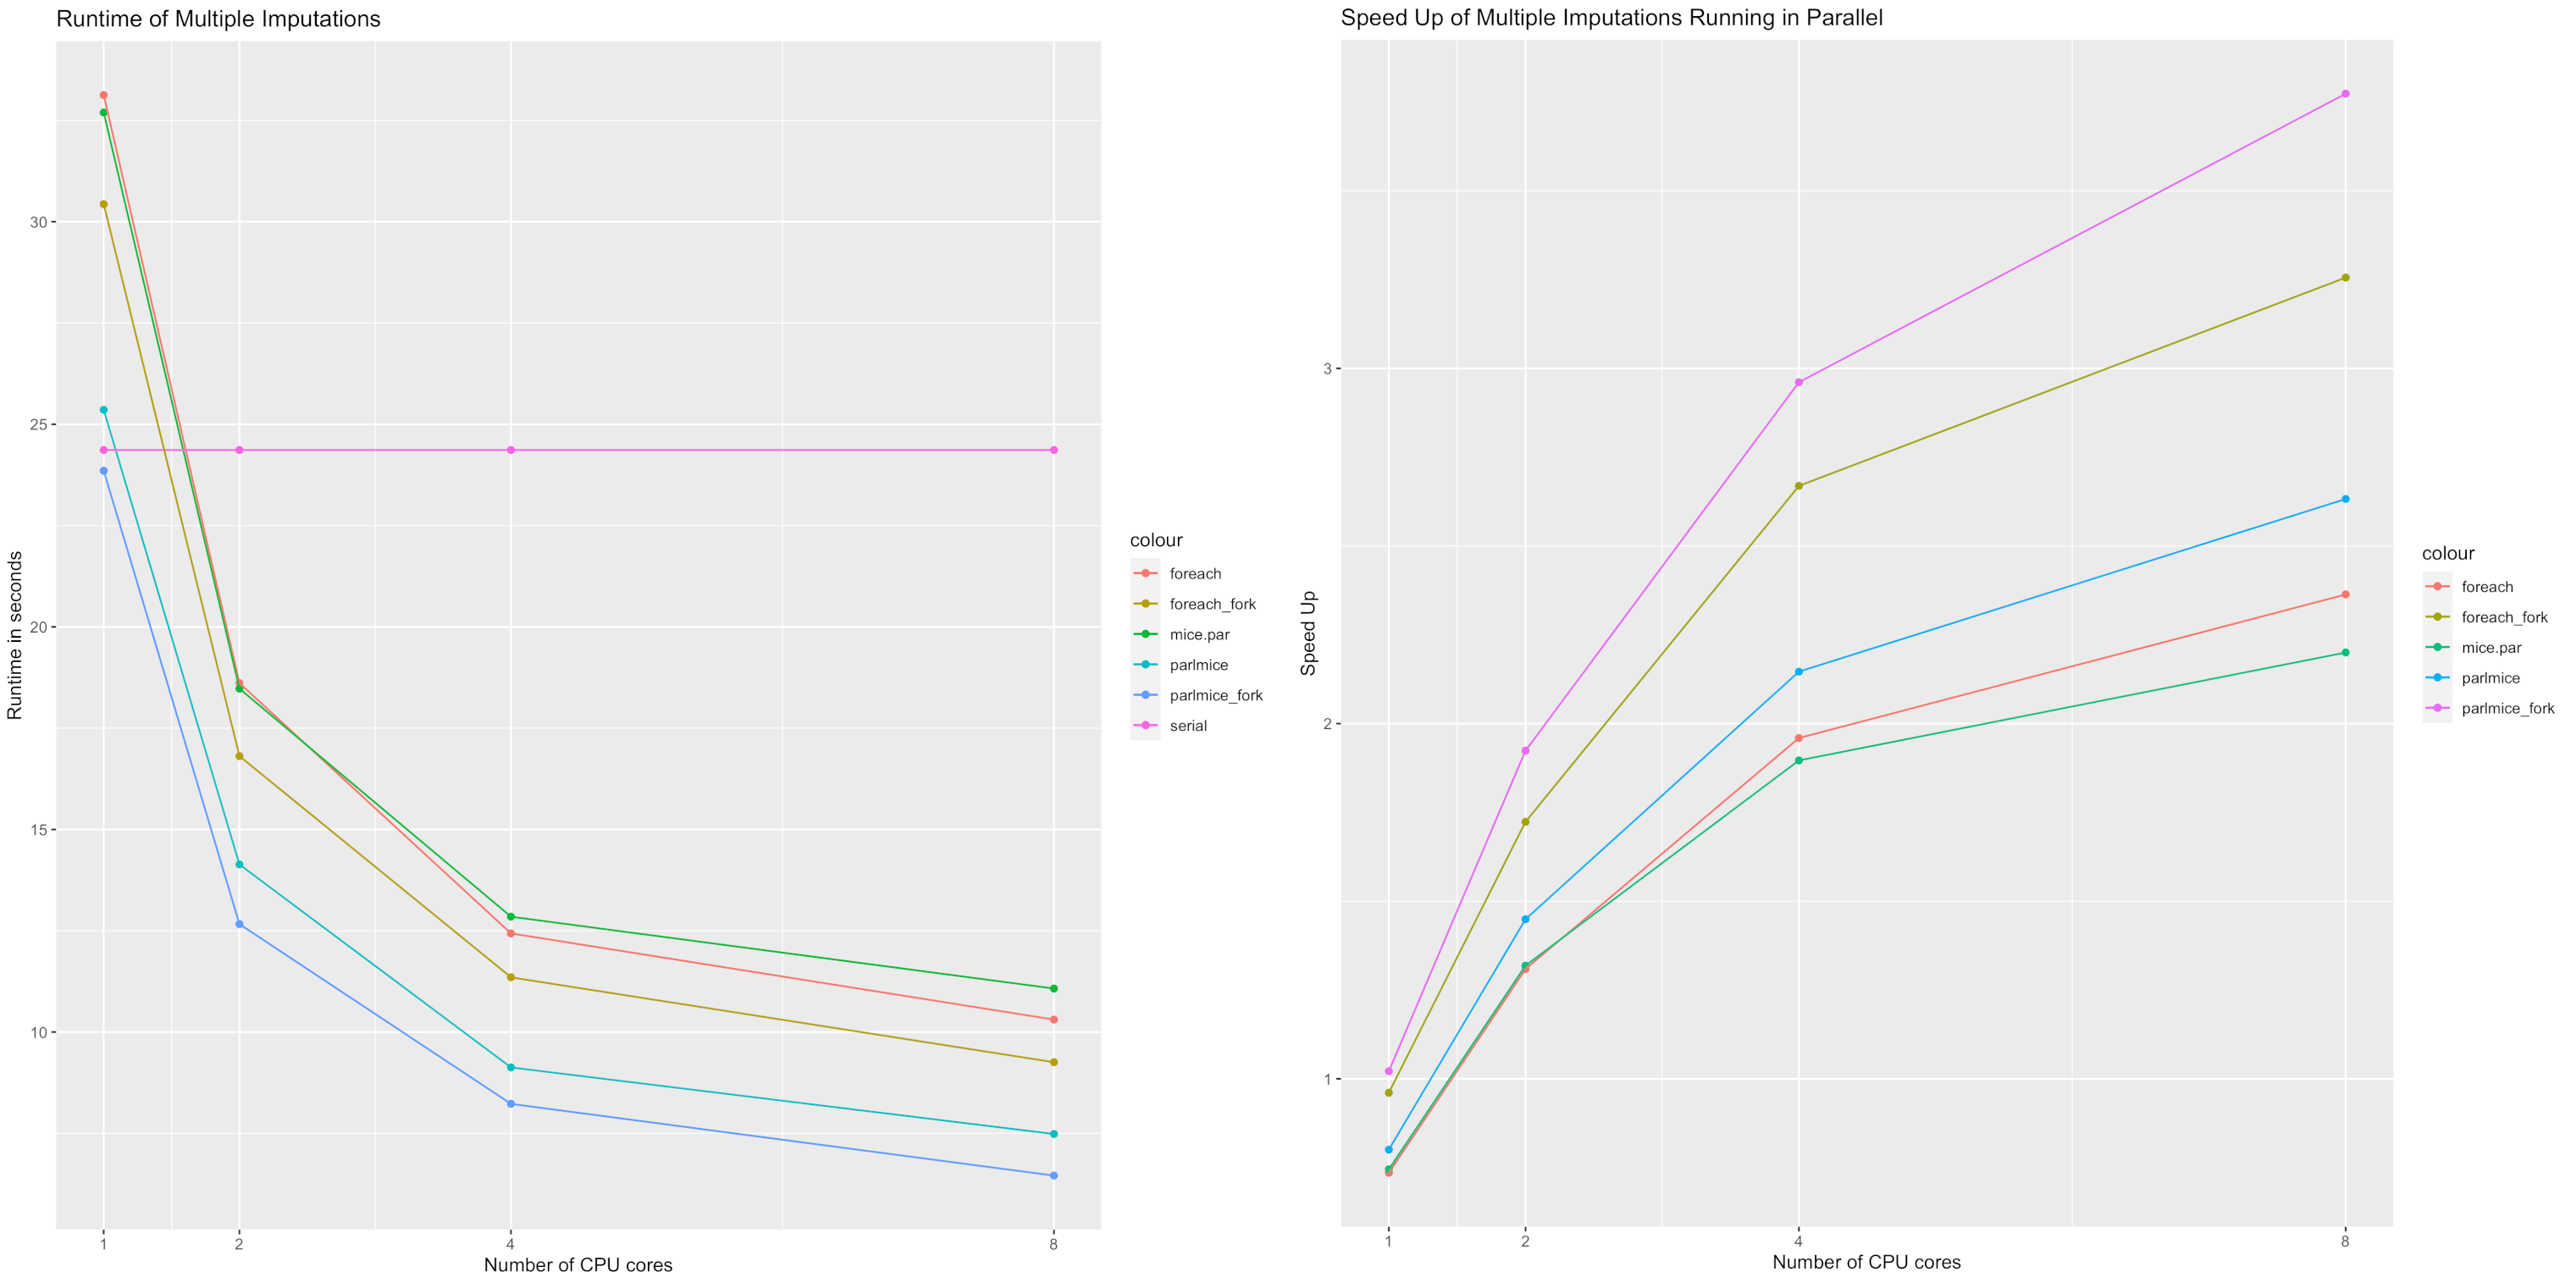 Runtime of Multiple Imputations
30
25
20
15
10
Runtime in seconds
1 2 4 8
Number of CPU cores
colour
foreach
foreach_fork
mice.par
parlmice
parlmice_fork
serial
Speed Up of Multiple Imputations Running in Parallel
3
2
1
Speed Up
1 2 4 8
Number of CPU cores
colour
foreach
foreach_fork
mice.par
parlmice
parlmice_fork